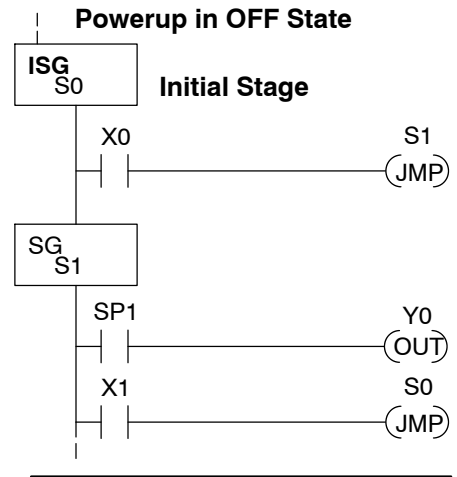 Powerup in OFF State
ISG
S0
Initial Stage
X0
S1
JMP
SG
S1
SP1
Y0
OUT
X1
S0
JMP